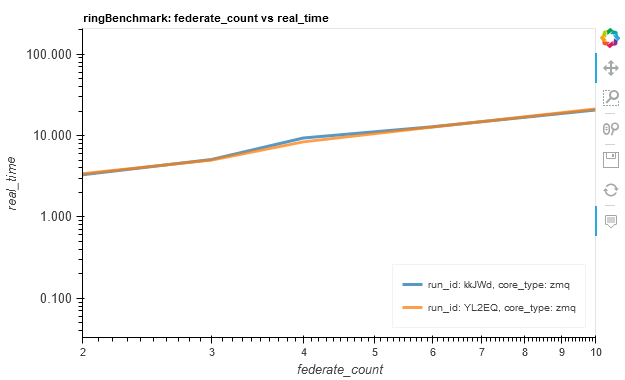 ringBenchmark: federate_count vs real_time
100.000
10.000
1.000
0.100
real_time
run_id: kkJWd, core_type: zmq
run_id: YL2EQ, core_type: zmq
2 3 4 5 6 7 8 9 10
federate_count